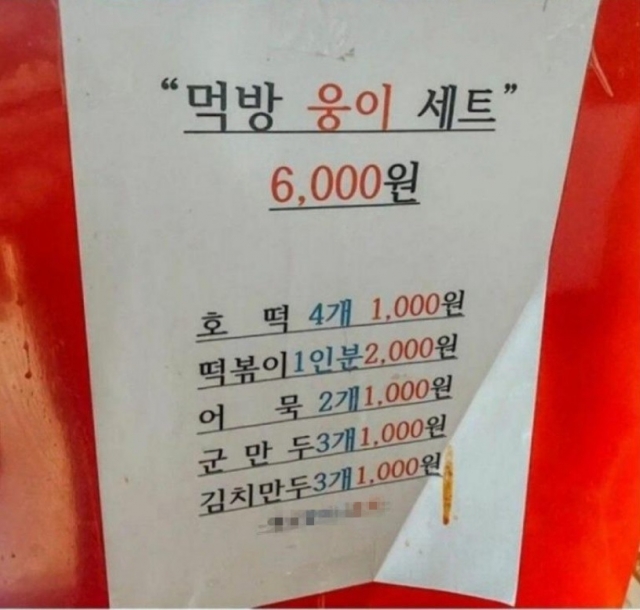 “먹방 웅이 세트”
6,000원
호 떡 4개 1,000원
떡볶이1인분2,000원
어 묵 2개1,000원
군 만 두3개1,000원
김치만두3개1,000원